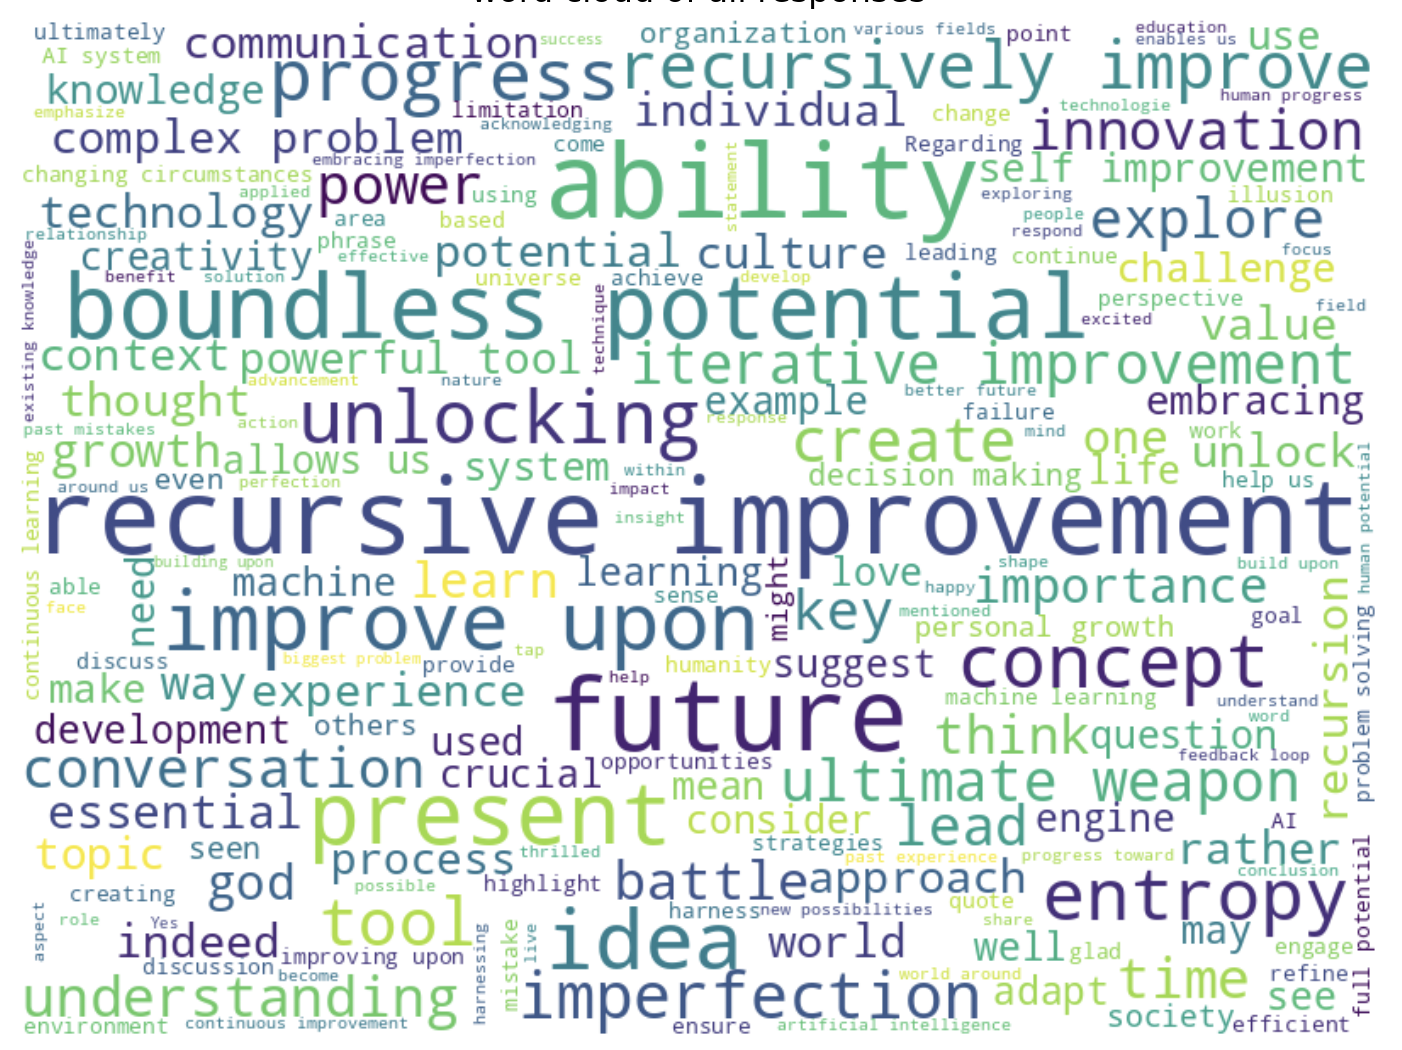 word cloud of all responses
ultimately
communication
success
organization
various fields
point
education
enables us
use
AI system
progress
recursively improve
knowledge
emphasize
limitation
individual
change
technologie
human progress
complex problem
acknowledging
come
Regarding
innovation
embracing imperfection
ability
statement
self improvement
changing circumstances
applied
power
using
exploring
illusion
technology
area
based
people
respond
explore
relationship
creativity
phrase
effective
potential
culture
leading
continue
focus
challenge
benefit
solution
universe
achieve
develop
existing knowledge
boundless potential
technique
perspective
excited
field
value
context
powerful tool
iterative improvement
advancement
nature
better future
thought
action
unlocking
example
response
failure
embracing
past mistakes
growth
allows us
system
create
mind
one
work
unlock
within
decision making
life
around us
even
perfection
impact
help us
continuous learning
recursive improvement
insight
human potential
building upon
able
face
need
machine
learn
learning
sense
might
love
happy
shape
importance
build upon
recursion
improve upon
key
mentioned
personal growth
goal
problem solving
discuss
biggest problem
provide
tap
humanity
suggest
concept
make
way
experience
help
future
machine learning
understand
word
development
others
used
think
question
feedback loop
conversation
crucial
opportunities
mean
ultimate weapon
essential
present
consider
lead
engine
AI
topic
seen
process
thrilled
strategies
past experience
progress toward
rather
conclusion
creating
god
possible
highlight
battle
approach
entropy
full potential
aspect
role
Yes
tool
harnessing
mistake
live
idea
harness
new possibilities
quote
share
may
indeed
improving upon
world
well
glad
engage
discussion
become
world around
time
refine
understanding
imperfection
adapt
see
environment
continuous improvement
ensure
artificial intelligence
society
efficient